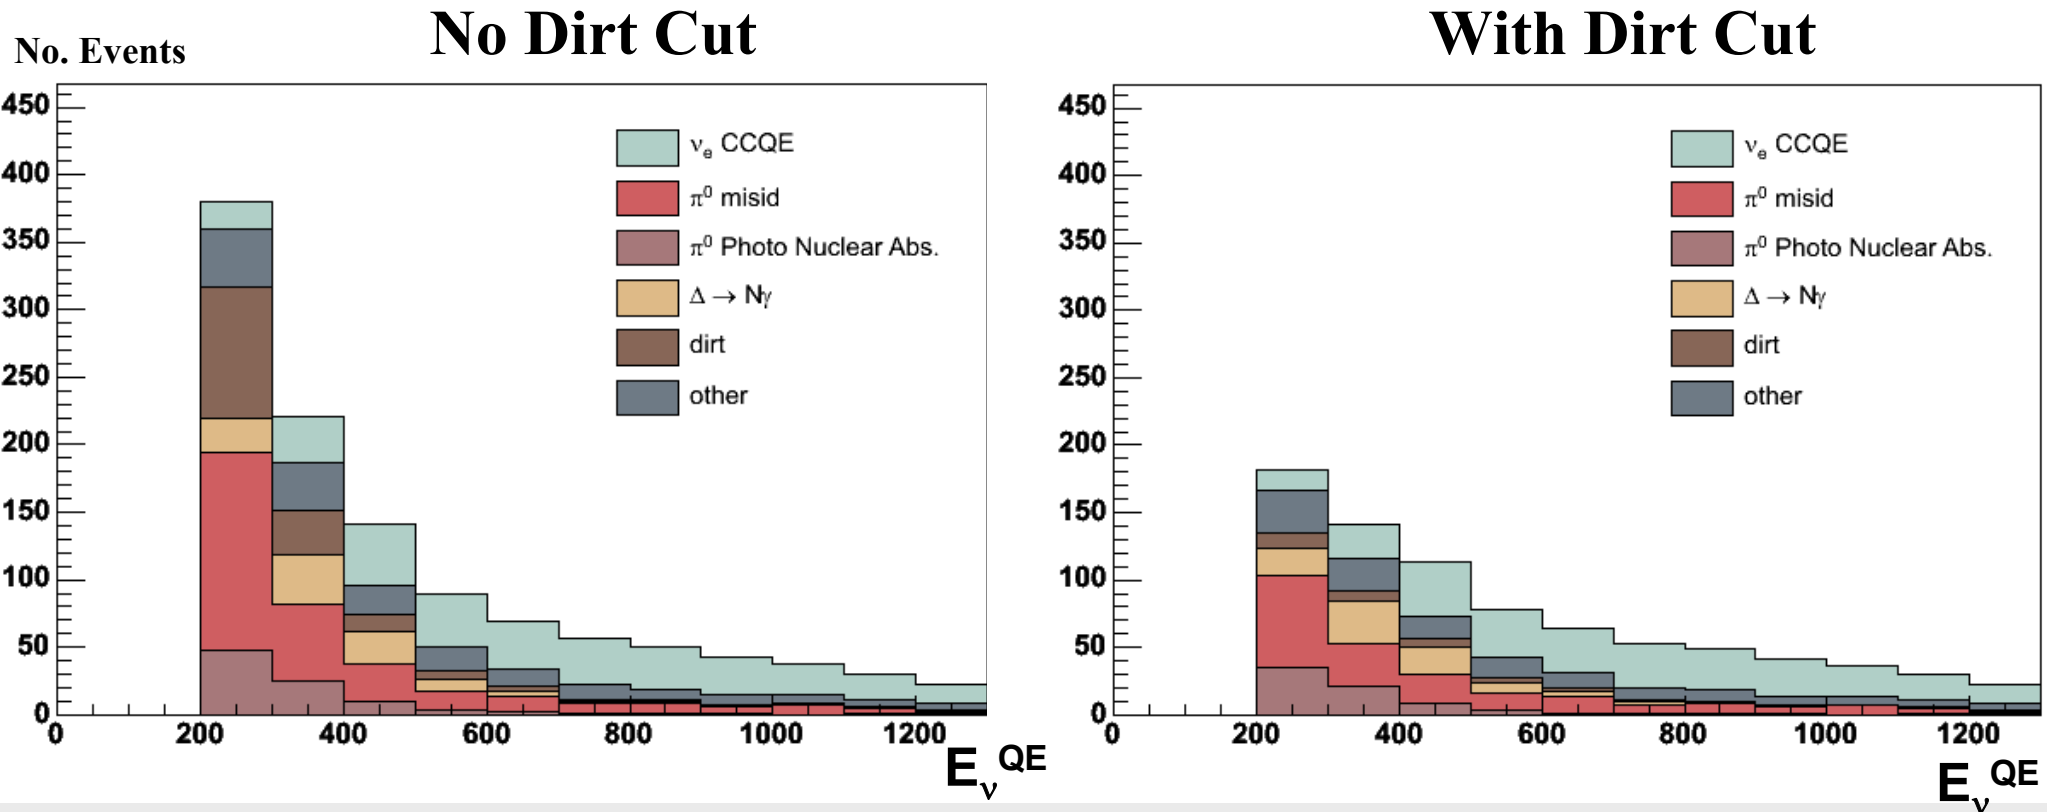 No Dirt Cut
With Dirt Cut
No. Events
450
400
350
300
250
200
150
100
50
0
0 200 400 600 800 1000 1200
νe CCQE
π⁰ misid
π⁰ Photo Nuclear Abs.
Δ → Nγ
dirt
other
EνQE
450
400
350
300
250
200
150
100
50
0
0 200 400 600 800 1000 1200
νe CCQE
π⁰ misid
π⁰ Photo Nuclear Abs.
Δ → Nγ
dirt
other
EνQE